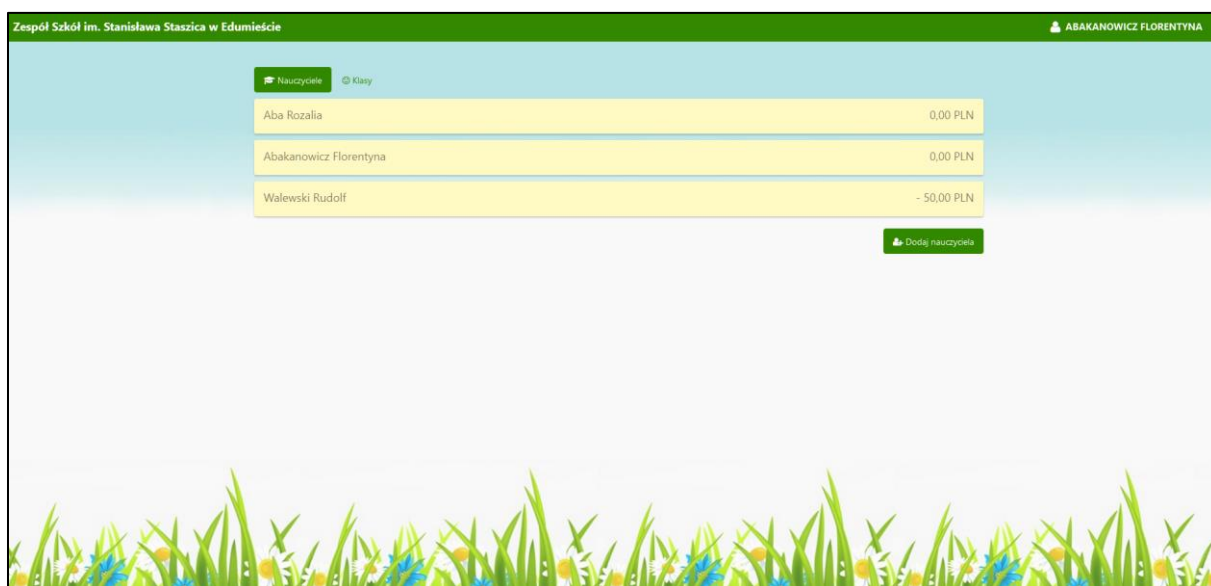 Zespół Szkół im. Stanisława Staszica w Edumieście
ABAKANOWICZ FLORENTYNA
Nauczyciele
Klasy
Aba Rozalia 0,00 PLN
Abakanowicz Florentyna 0,00 PLN
Walewski Rudolf - 50,00 PLN
Dodaj nauczyciela